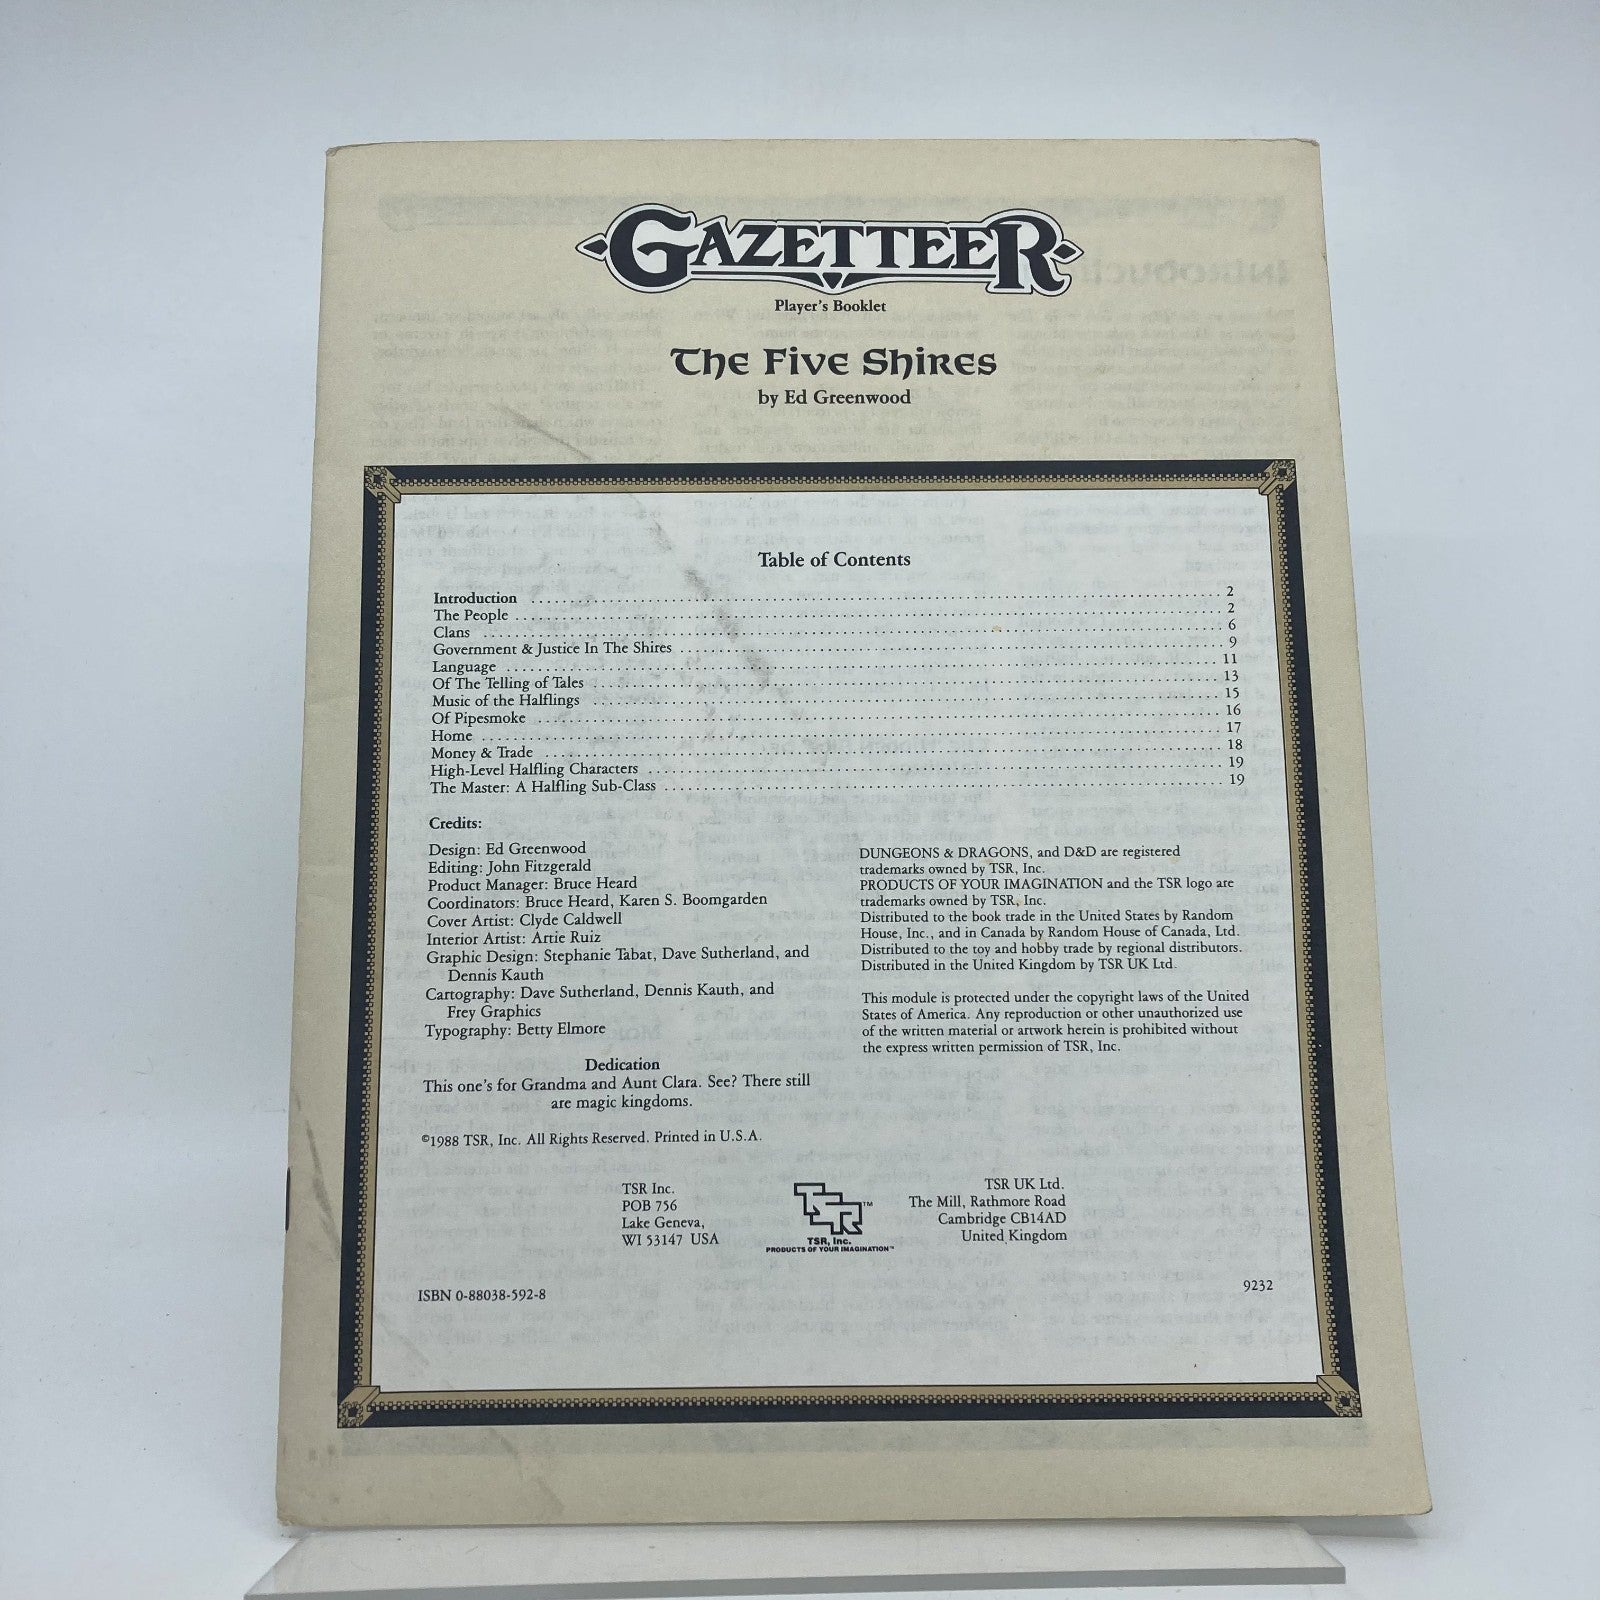 GAZETTEER
Player's Booklet
The Five Shires
by Ed Greenwood
Table of Contents
Introduction ........ 2
The People ........ 2
Clans ........ 6
Government & Justice In The Shires ........ 9
Language ........ 11
Of The Telling of Tales ........ 13
Music of the Halflings ........ 15
Of Pipesmoke ........ 16
Home ........ 17
Money & Trade ........ 18
High-Level Halfling Characters ........ 19
The Master: A Halfling Sub-Class ........ 19
Credits:
Design: Ed Greenwood
Editing: John Fitzgerald
Product Manager: Bruce Heard
Coordinators: Bruce Heard, Karen S. Boomgarden
Cover Artist: Clyde Caldwell
Interior Artist: Artie Ruiz
Graphic Design: Stephanie Tabat, Dave Sutherland, and
Dennis Kauth
Cartography: Dave Sutherland, Dennis Kauth, and
Frey Graphics
Typography: Betty Elmore
Dedication
This one's for Grandma and Aunt Clara. See? There still
are magic kingdoms.
©1988 TSR, Inc. All Rights Reserved. Printed in U.S.A.
DUNGEONS & DRAGONS, and D&D are registered
trademarks owned by TSR, Inc.
PRODUCTS OF YOUR IMAGINATION and the TSR logo are
trademarks owned by TSR, Inc.
Distributed to the book trade in the United States by Random
House, Inc., and in Canada by Random House of Canada, Ltd.
Distributed to the toy and hobby trade by regional distributors.
Distributed in the United Kingdom by TSR UK Ltd.
This module is protected under the copyright laws of the United
States of America. Any reproduction or other unauthorized use
of the written material or artwork herein is prohibited without
the express written permission of TSR, Inc.
TSR Inc.
POB 756
Lake Geneva,
WI 53147 USA
TSR™
TSR, Inc.
PRODUCTS OF YOUR IMAGINATION™
TSR UK Ltd.
The Mill, Rathmore Road
Cambridge CB14AD
United Kingdom
ISBN 0-88038-592-8
9232